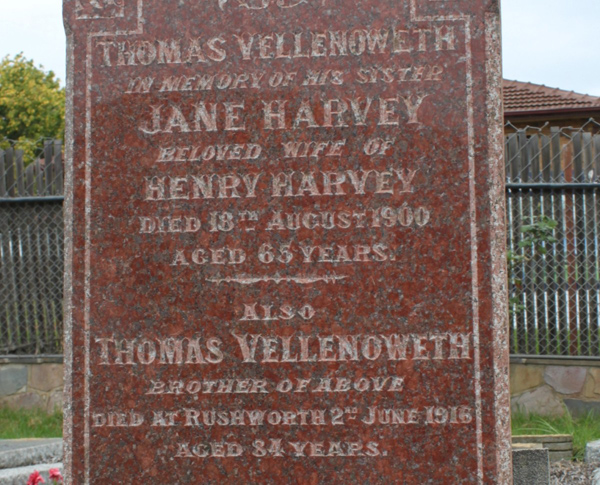 THOMAS VELLENOWETH
IN MEMORY OF HIS SISTER
JANE HARVEY
BELOVED WIFE OF
HENRY HARVEY
DIED 18TH AUGUST 1900
AGED 65 YEARS.
ALSO
THOMAS VELLENOWETH
BROTHER OF ABOVE
DIED AT RUSHWORTH 2ND JUNE 1916
AGED 84 YEARS.